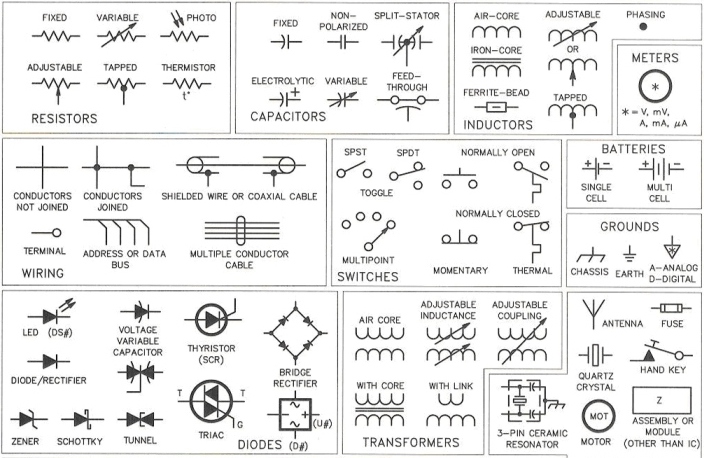 FIXED
VARIABLE
PHOTO
ADJUSTABLE
TAPPED
THERMISTOR
t°
RESISTORS
FIXED
NON-
POLARIZED
SPLIT-STATOR
ELECTROLYTIC
+
VARIABLE
FEED-
THROUGH
CAPACITORS
AIR-CORE
ADJUSTABLE
IRON-CORE
OR
FERRITE-BEAD
TAPPED
INDUCTORS
PHASING
METERS
*
* = V, mV,
A, mA, μA
CONDUCTORS
NOT JOINED
CONDUCTORS
JOINED
SHIELDED WIRE OR COAXIAL CABLE
TERMINAL
ADDRESS OR DATA
BUS
MULTIPLE CONDUCTOR
CABLE
WIRING
SPST
SPDT
TOGGLE
NORMALLY OPEN
MULTIPOINT
NORMALLY CLOSED
MOMENTARY
THERMAL
SWITCHES
BATTERIES
+ −
+ −
SINGLE
CELL
MULTI
CELL
GROUNDS
CHASSIS
EARTH
A-ANALOG
D-DIGITAL
LED (DS#)
VOLTAGE
VARIABLE
CAPACITOR
THYRISTOR
(SCR)
BRIDGE
RECTIFIER
DIODE/RECTIFIER
T
T
G
TRIAC
+
(U#)
ZENER
SCHOTTKY
TUNNEL
DIODES (D#)
AIR CORE
ADJUSTABLE
INDUCTANCE
ADJUSTABLE
COUPLING
WITH CORE
WITH LINK
TRANSFORMERS
3-PIN CERAMIC
RESONATOR
ANTENNA
FUSE
QUARTZ
CRYSTAL
HAND KEY
MOT
MOTOR
Z
ASSEMBLY OR
MODULE
(OTHER THAN IC)